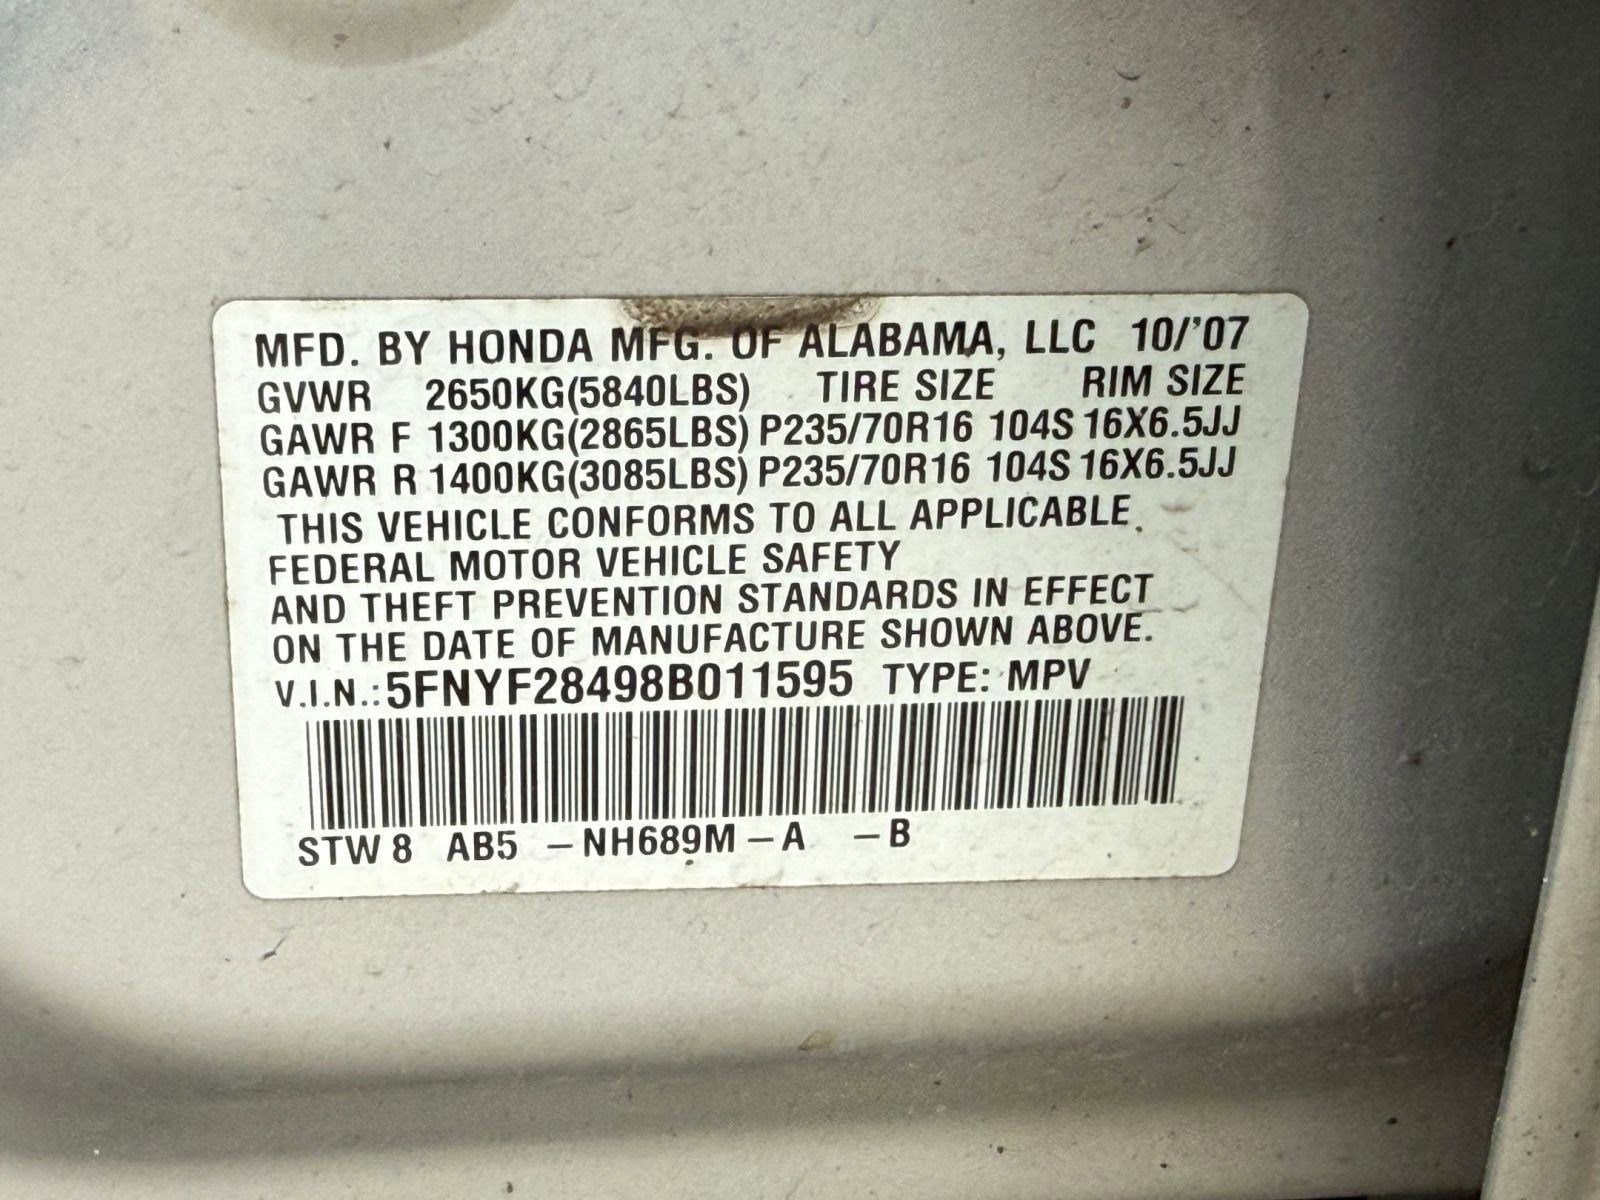 MFD. BY HONDA MFG. OF ALABAMA, LLC 10/'07
GVWR 2650KG(5840LBS) TIRE SIZE RIM SIZE
GAWR F 1300KG(2865LBS) P235/70R16 104S 16X6.5JJ
GAWR R 1400KG(3085LBS) P235/70R16 104S 16X6.5JJ
THIS VEHICLE CONFORMS TO ALL APPLICABLE
FEDERAL MOTOR VEHICLE SAFETY
AND THEFT PREVENTION STANDARDS IN EFFECT
ON THE DATE OF MANUFACTURE SHOWN ABOVE.
V.I.N.: 5FNYF28498B011595 TYPE: MPV
STW 8 AB5 –NH689M – A –B